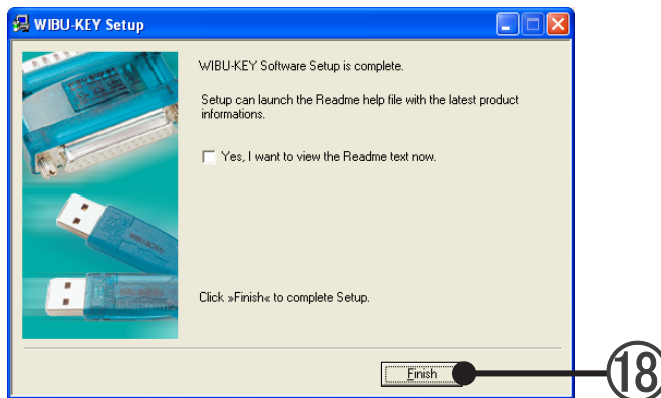 WIBU-KEY Setup
WIBU-KEY Software Setup is complete.
Setup can launch the Readme help file with the latest product
informations.
Yes, I want to view the Readme text now.
Click »Finish« to complete Setup.
Finish
18